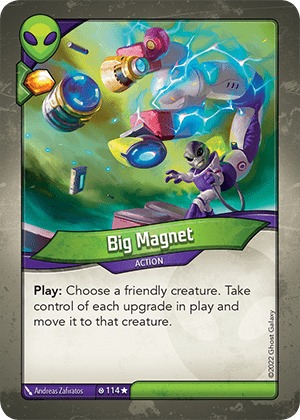 Big Magnet
ACTION
Play: Choose a friendly creature. Take
control of each upgrade in play and
move it to that creature.
©2022 Ghost Galaxy
Andreas Zafiratos
114★